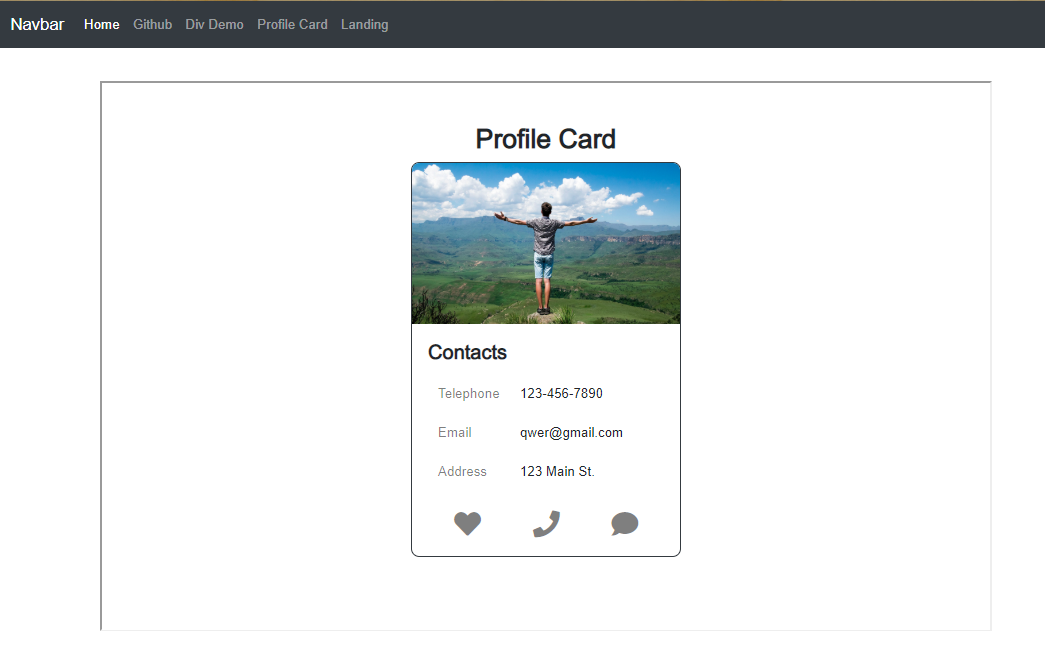 Navbar Home Github Div Demo Profile Card Landing
Profile Card
Contacts
Telephone 123-456-7890
Email qwer@gmail.com
Address 123 Main St.